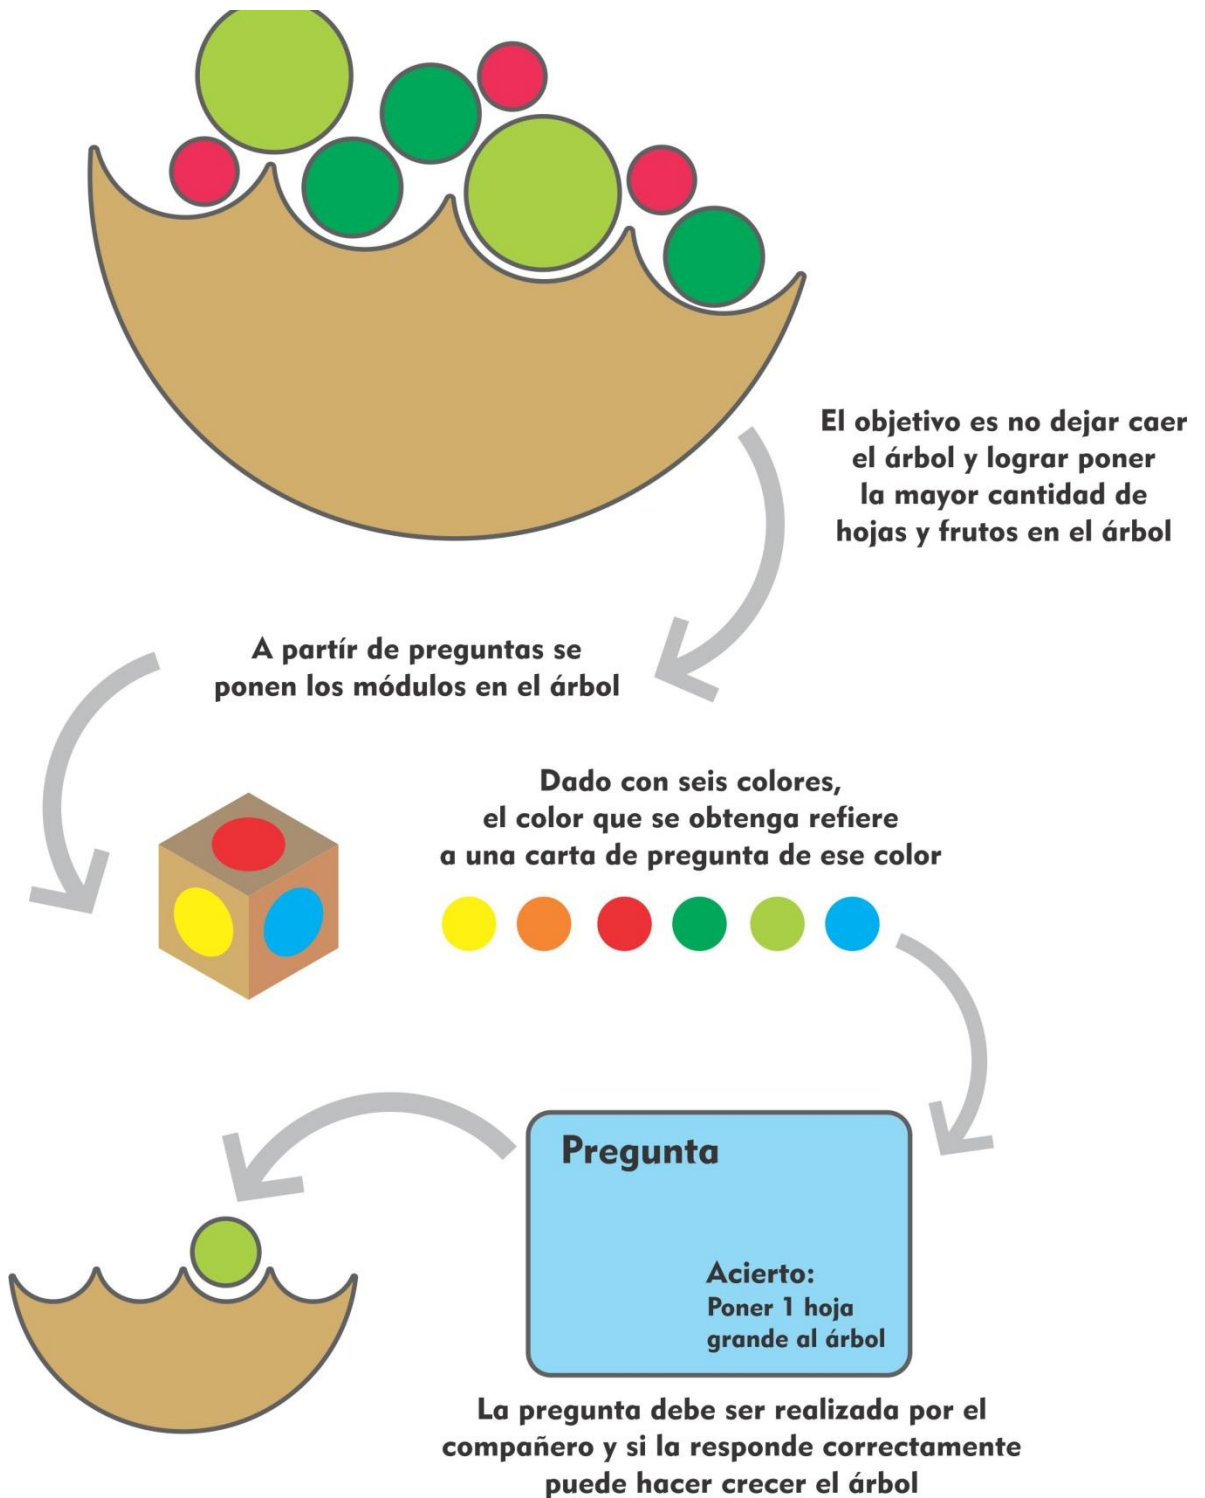 El objetivo es no dejar caer
el árbol y lograr poner
la mayor cantidad de
hojas y frutos en el árbol
A partír de preguntas se
ponen los módulos en el árbol
Dado con seis colores,
el color que se obtenga refiere
a una carta de pregunta de ese color
Pregunta
Acierto:
Poner 1 hoja
grande al árbol
La pregunta debe ser realizada por el
compañero y si la responde correctamente
puede hacer crecer el árbol